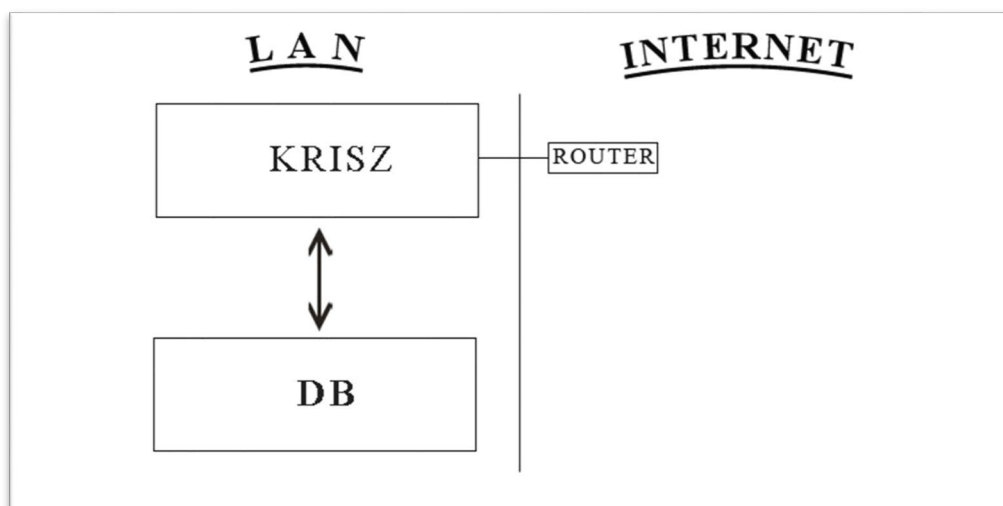 L A N
INTERNET
KRISZ
ROUTER
DB